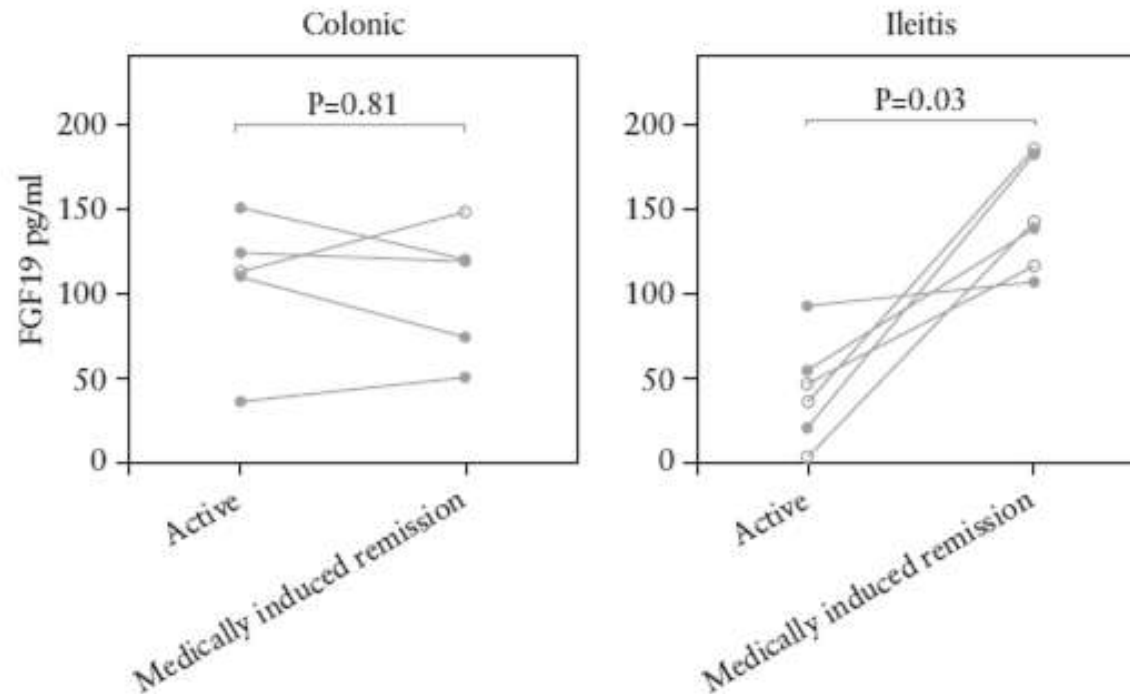 Colonic
P=0.81
FGF19 pg/ml
200
150
100
50
0
Active
Medically induced remission
Ileitis
P=0.03
200
150
100
50
0
Active
Medically induced remission